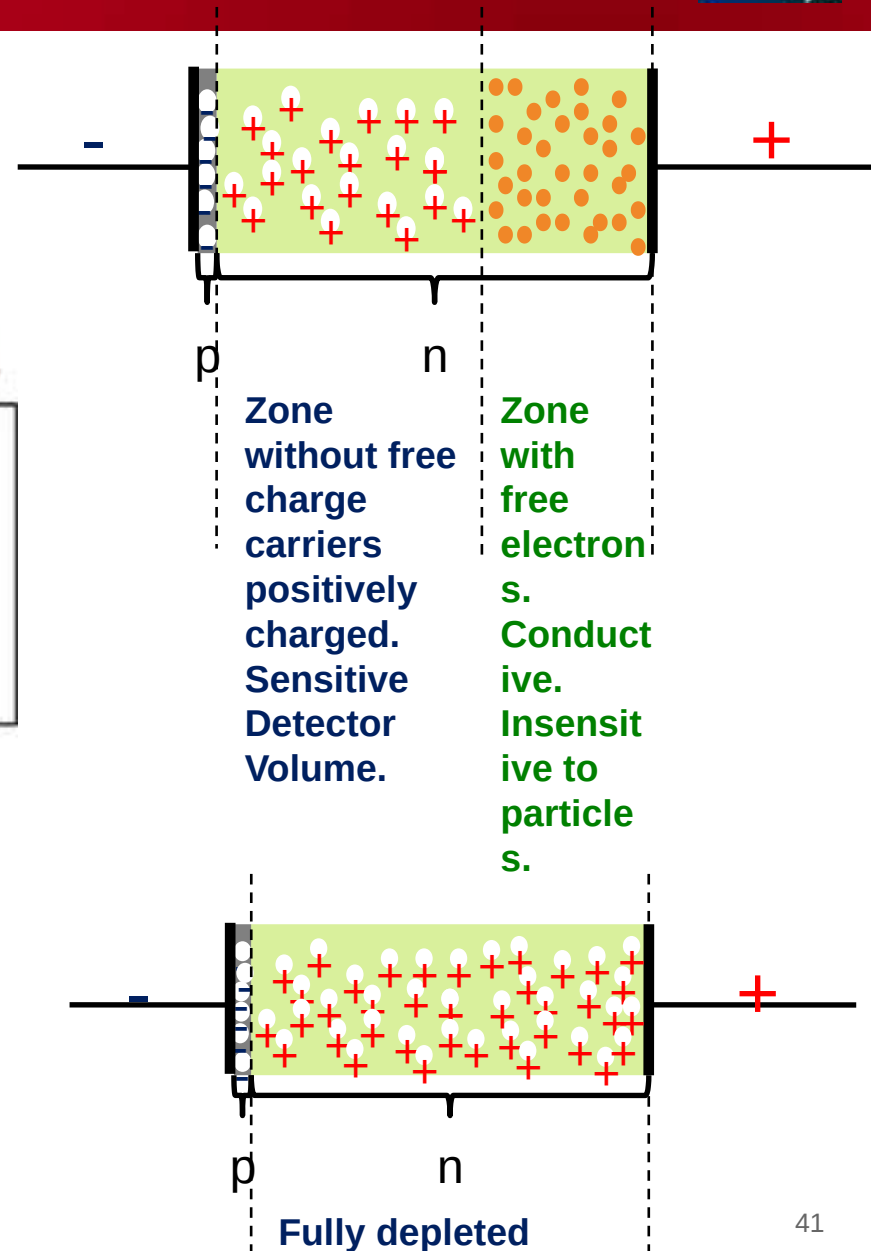 - +
p n
Zone
without free
charge
carriers
positively
charged.
Sensitive
Detector
Volume.
Zone
with
free
electron
s.
Conduct
ive.
Insensit
ive to
particle
s.
- +
p n
Fully depleted
41